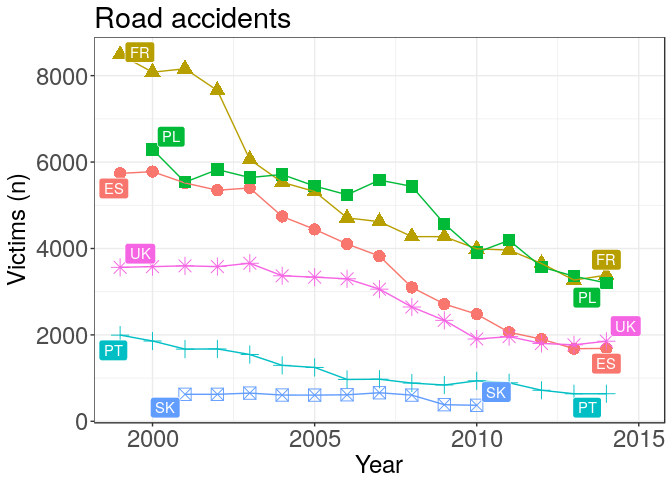 Road accidents
Victims (n)
8000
6000
4000
2000
0
FR
PL
ES
UK
PT
SK
FR
PL
UK
ES
SK
PT
2000
2005
2010
2015
Year